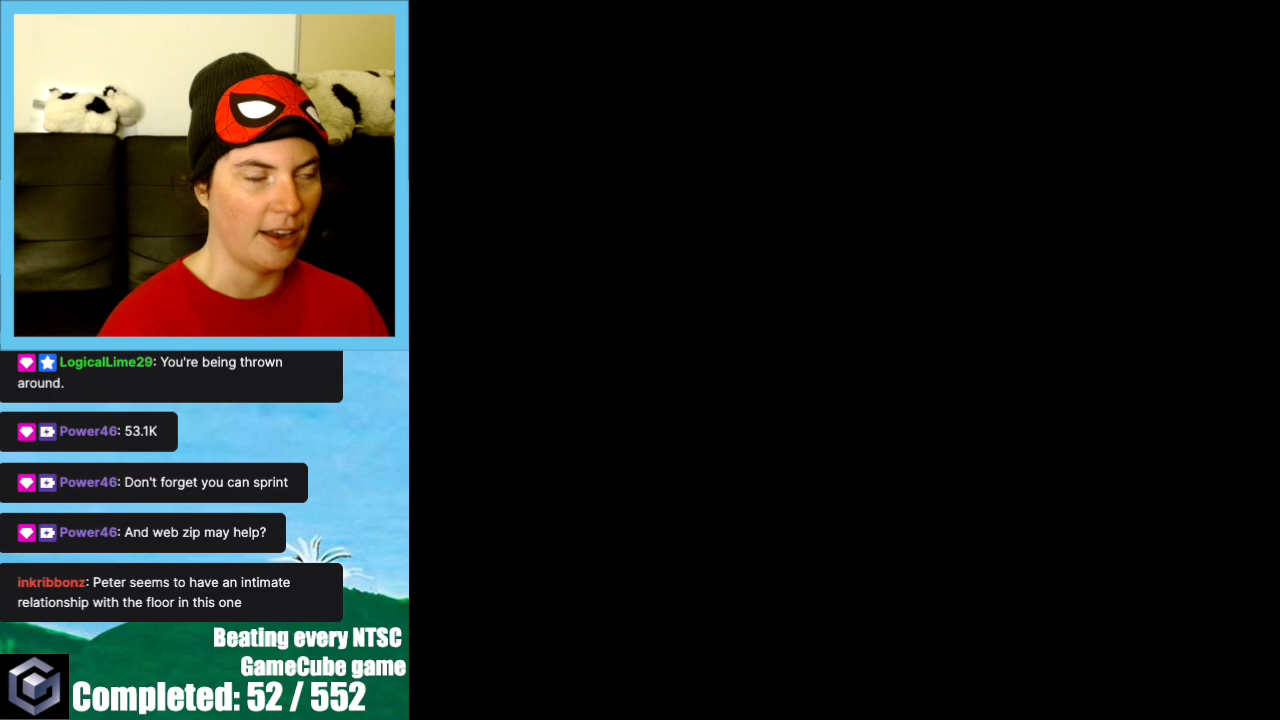 LogicalLime29: You're being thrown
around.
Power46: 53.1K
Power46: Don't forget you can sprint
Power46: And web zip may help?
inkribbonz: Peter seems to have an intimate
relationship with the floor in this one
Beating every NTSC
GameCube game
Completed: 52 / 552